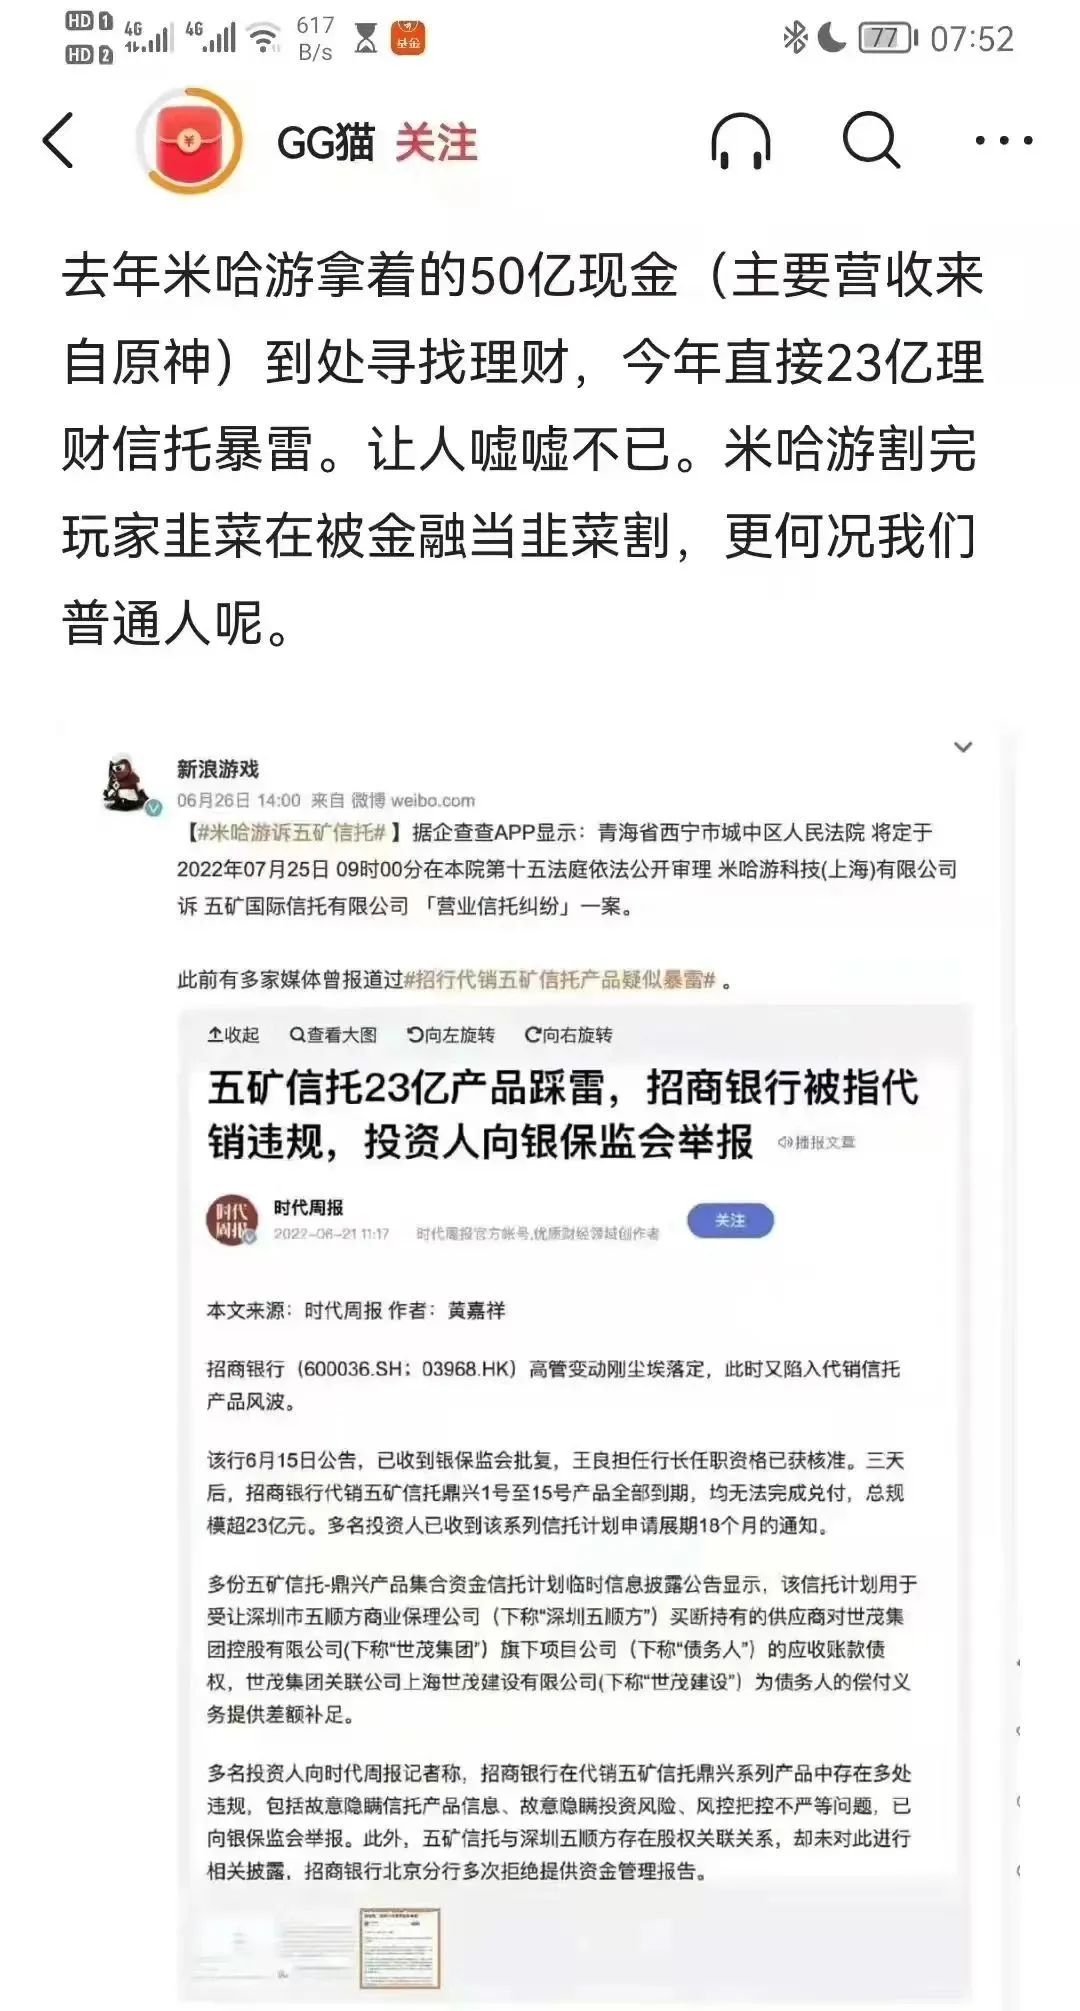 HD 1 4G 4G 617 77 07:52
HD 2 B/s 基金
GG猫 关注
去年米哈游拿着的50亿现金（主要营收来
自原神）到处寻找理财，今年直接23亿理
财信托暴雷。让人嘘嘘不已。米哈游割完
玩家韭菜在被金融当韭菜割，更何况我们
普通人呢。
新浪游戏
06月26日 14:00 来自 微博 weibo.com
【#米哈游诉五矿信托#】据企查查APP显示：青海省西宁市城中区人民法院 将定于
2022年07月25日 09时00分在本院第十五法庭依法公开审理 米哈游科技(上海)有限公司
诉 五矿国际信托有限公司 「营业信托纠纷」一案。
此前有多家媒体曾报道过#招行代销五矿信托产品疑似暴雷# 。
收起 查看大图 向左旋转 向右旋转
五矿信托23亿产品踩雷，招商银行被指代
销违规，投资人向银保监会举报 播报文章
时代周报
时代周报
2022-06-21 11:17 时代周报官方帐号,优质财经领域创作者
关注
本文来源：时代周报 作者：黄嘉祥
招商银行（600036.SH；03968.HK）高管变动刚尘埃落定，此时又陷入代销信托
产品风波。
该行6月15日公告，已收到银保监会批复，王良担任行长任职资格已获核准。三天
后，招商银行代销五矿信托鼎兴1号至15号产品全部到期，均无法完成兑付，总规
模超23亿元。多名投资人已收到该系列信托计划申请展期18个月的通知。
多份五矿信托-鼎兴产品集合资金信托计划临时信息披露公告显示，该信托计划用于
受让深圳市五顺方商业保理公司（下称“深圳五顺方”）买断持有的供应商对世茂集
团控股有限公司(下称“世茂集团”）旗下项目公司（下称“债务人”）的应收账款债
权，世茂集团关联公司上海世茂建设有限公司(下称“世茂建设”）为债务人的偿付义
务提供差额补足。
多名投资人向时代周报记者称，招商银行在代销五矿信托鼎兴系列产品中存在多处
违规，包括故意隐瞒信托产品信息、故意隐瞒投资风险、风控把控不严等问题，已
向银保监会举报。此外，五矿信托与深圳五顺方存在股权关联关系，却未对此进行
相关披露，招商银行北京分行多次拒绝提供资金管理报告。